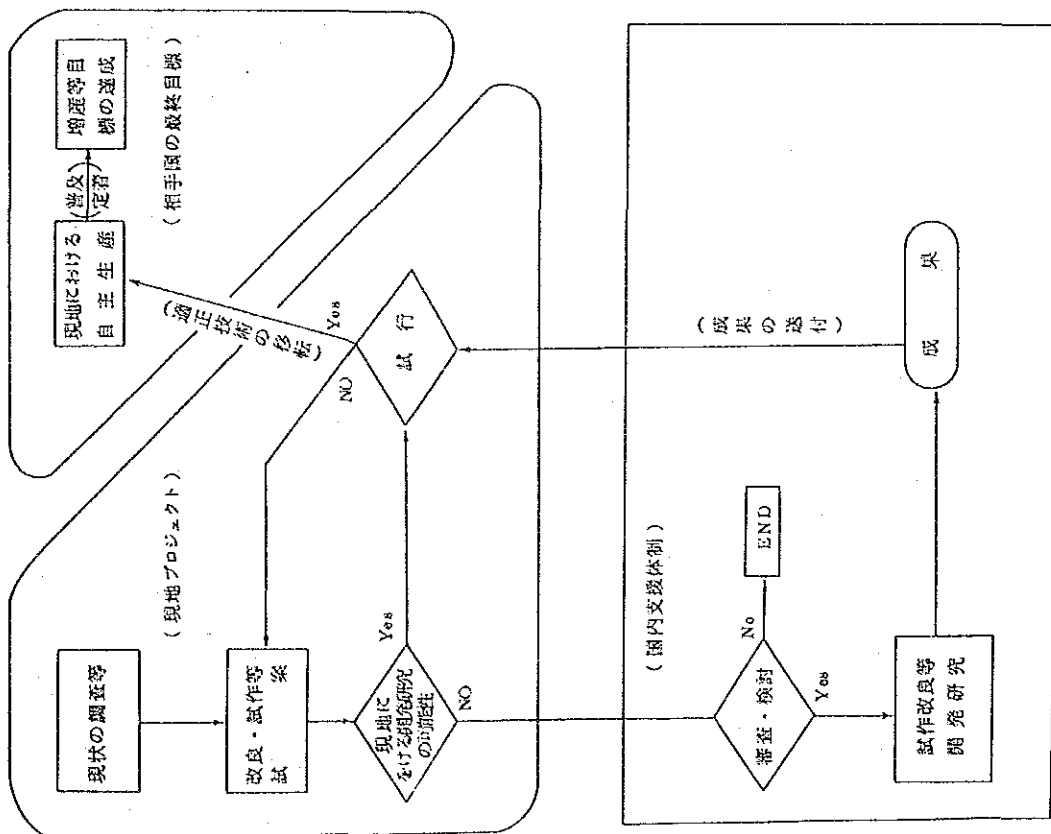 (現地プロジェクト)
現状の調査等
改良・試作等
試 案
現地に
をける開発研究
の可能性
Yes
NO
試 行
NO
Yes
(適正技術の移転)
現地における
自主生産
(普及
定着)
増産等目
標の達成
(相手国の最終目標)
(国内支援体制)
審査・検討
No
END
Yes
試作改良等
開発研究
成 果
(成果の送付)